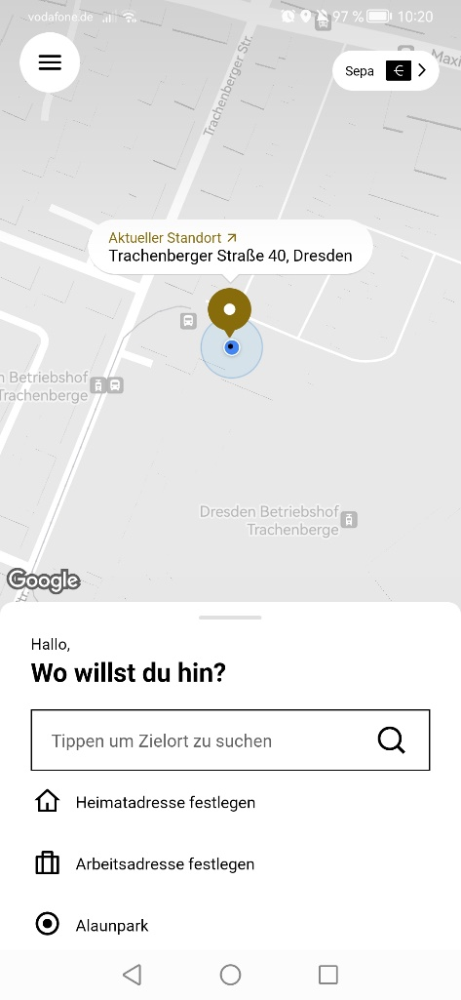 vodafone.de 97 % 10:20
Maxi
Sepa
Trachenberger Str.
Aktueller Standort
Trachenberger Straße 40, Dresden
n Betriebshof
Trachenberge
Dresden Betriebshof
Trachenberge
Google
Str.
Hallo,
Wo willst du hin?
Tippen um Zielort zu suchen
Heimatadresse festlegen
Arbeitsadresse festlegen
Alaunpark